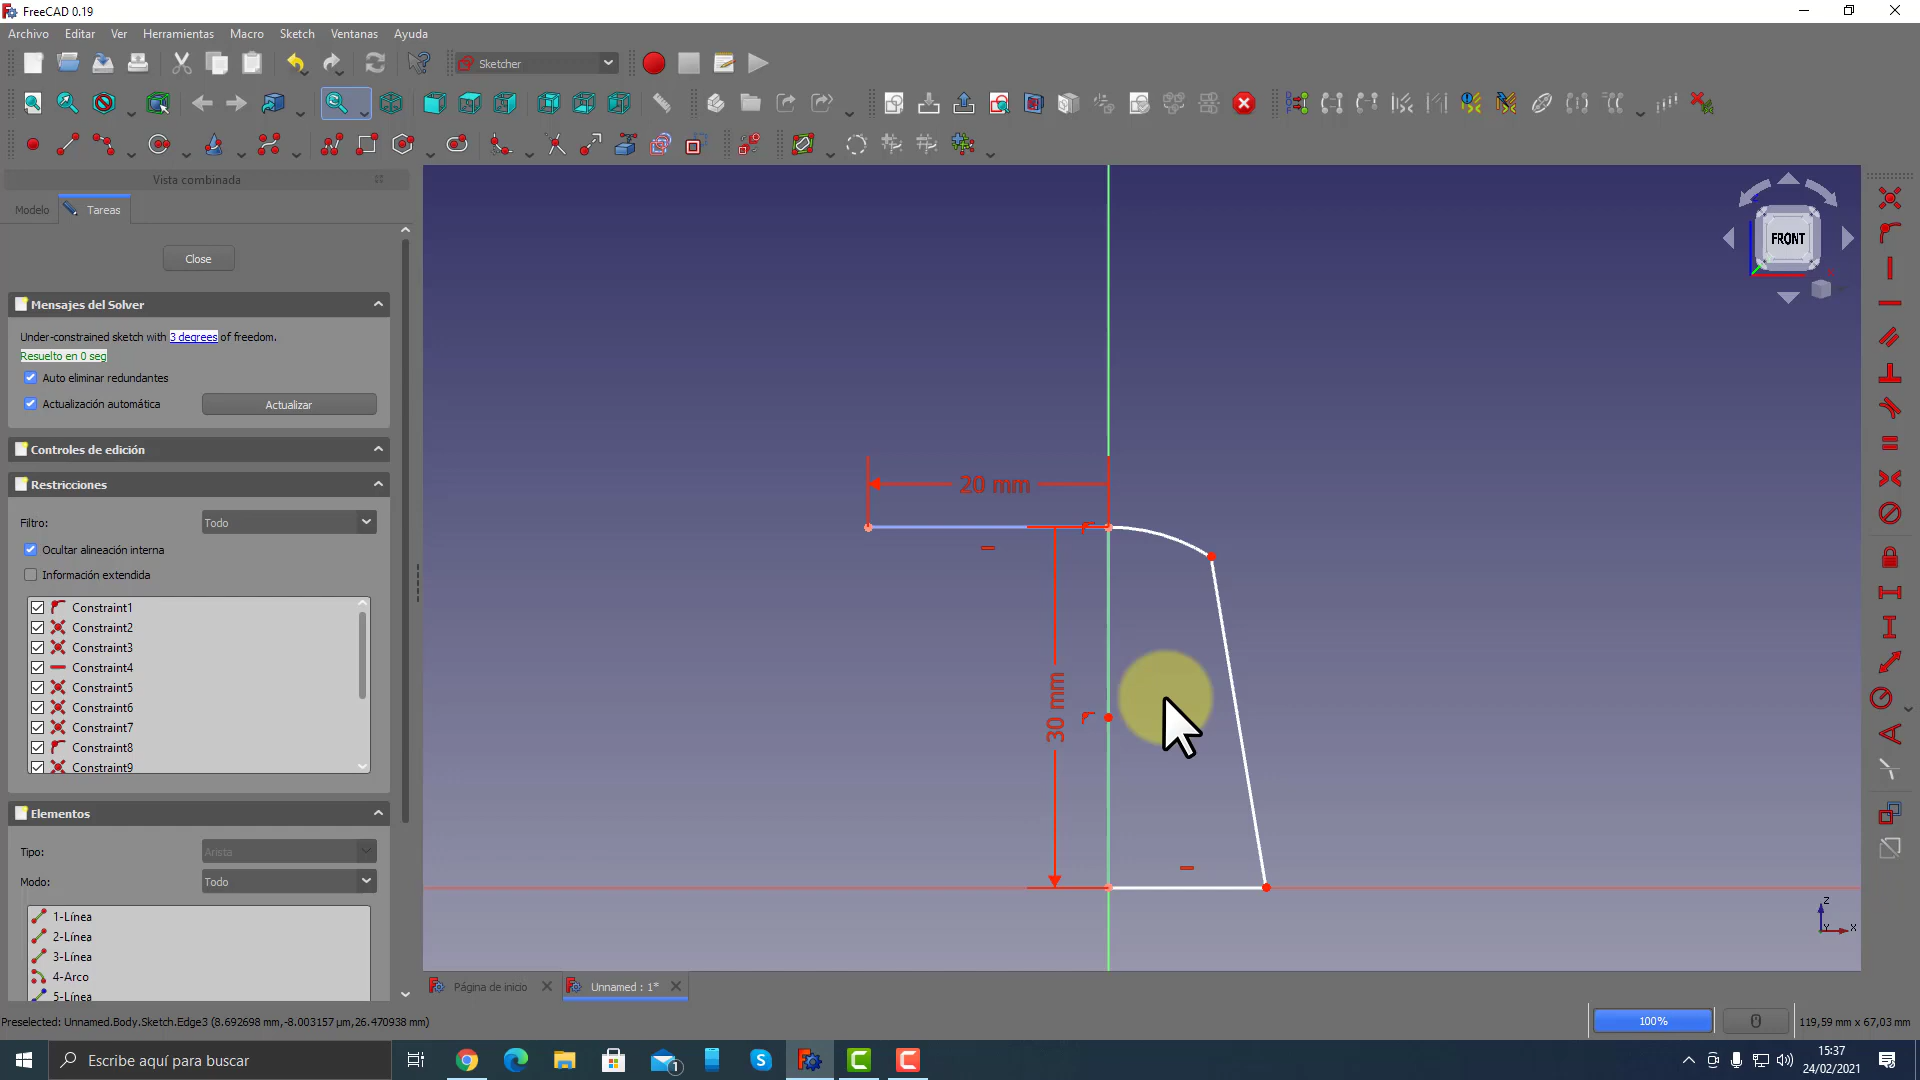 FreeCAD 0.19
Archivo Editar Ver Herramientas Macro Sketch Ventanas Ayuda
Sketcher
Vista combinada
Modelo Tareas
Close
Mensajes del Solver
Under-constrained sketch with 3 degrees of freedom.
Resuelto en 0 seg
Auto eliminar redundantes
Actualización automática Actualizar
Controles de edición
Restricciones
Filtro: Todo
Ocultar alineación interna
Información extendida
Constraint1
Constraint2
Constraint3
Constraint4
Constraint5
Constraint6
Constraint7
Constraint8
Constraint9
Elementos
Tipo: Arista
Modo: Todo
1-Línea
2-Línea
3-Línea
4-Arco
5-Línea
20 mm
30 mm
FRONT
Z
Y
X
Página de inicio Unnamed : 1*
Preselected: Unnamed.Body.Sketch.Edge3 (8.692698 mm,-8.003157 µm,26.470938 mm)
100% 119,59 mm x 67,03 mm
Escribe aquí para buscar
1
15:37
24/02/2021